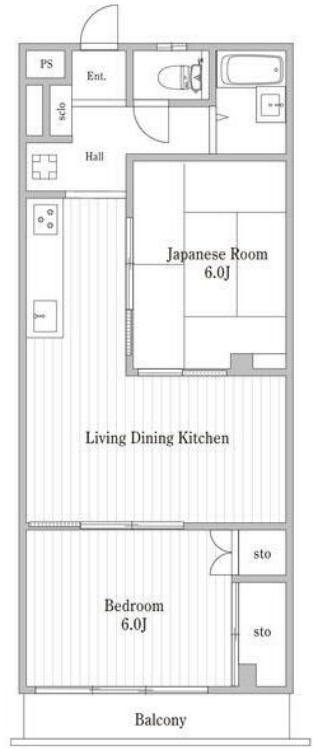 PS
Ent.
sclo
Hall
Japanese Room
6.0J
Living Dining Kitchen
sto
Bedroom
6.0J
sto
Balcony